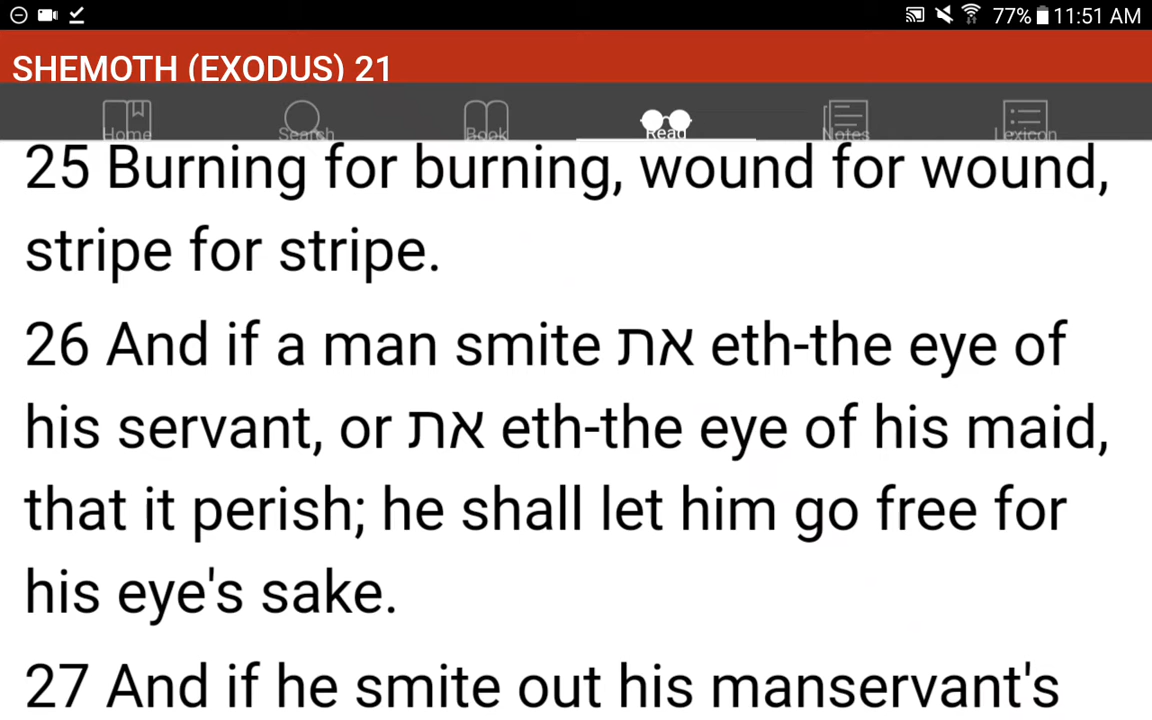 77% 11:51 AM
SHEMOTH (EXODUS) 21
Home Search Book Read Notes Lexicon
25 Burning for burning, wound for wound,
stripe for stripe.
26 And if a man smite את eth-the eye of
his servant, or את eth-the eye of his maid,
that it perish; he shall let him go free for
his eye's sake.
27 And if he smite out his manservant's